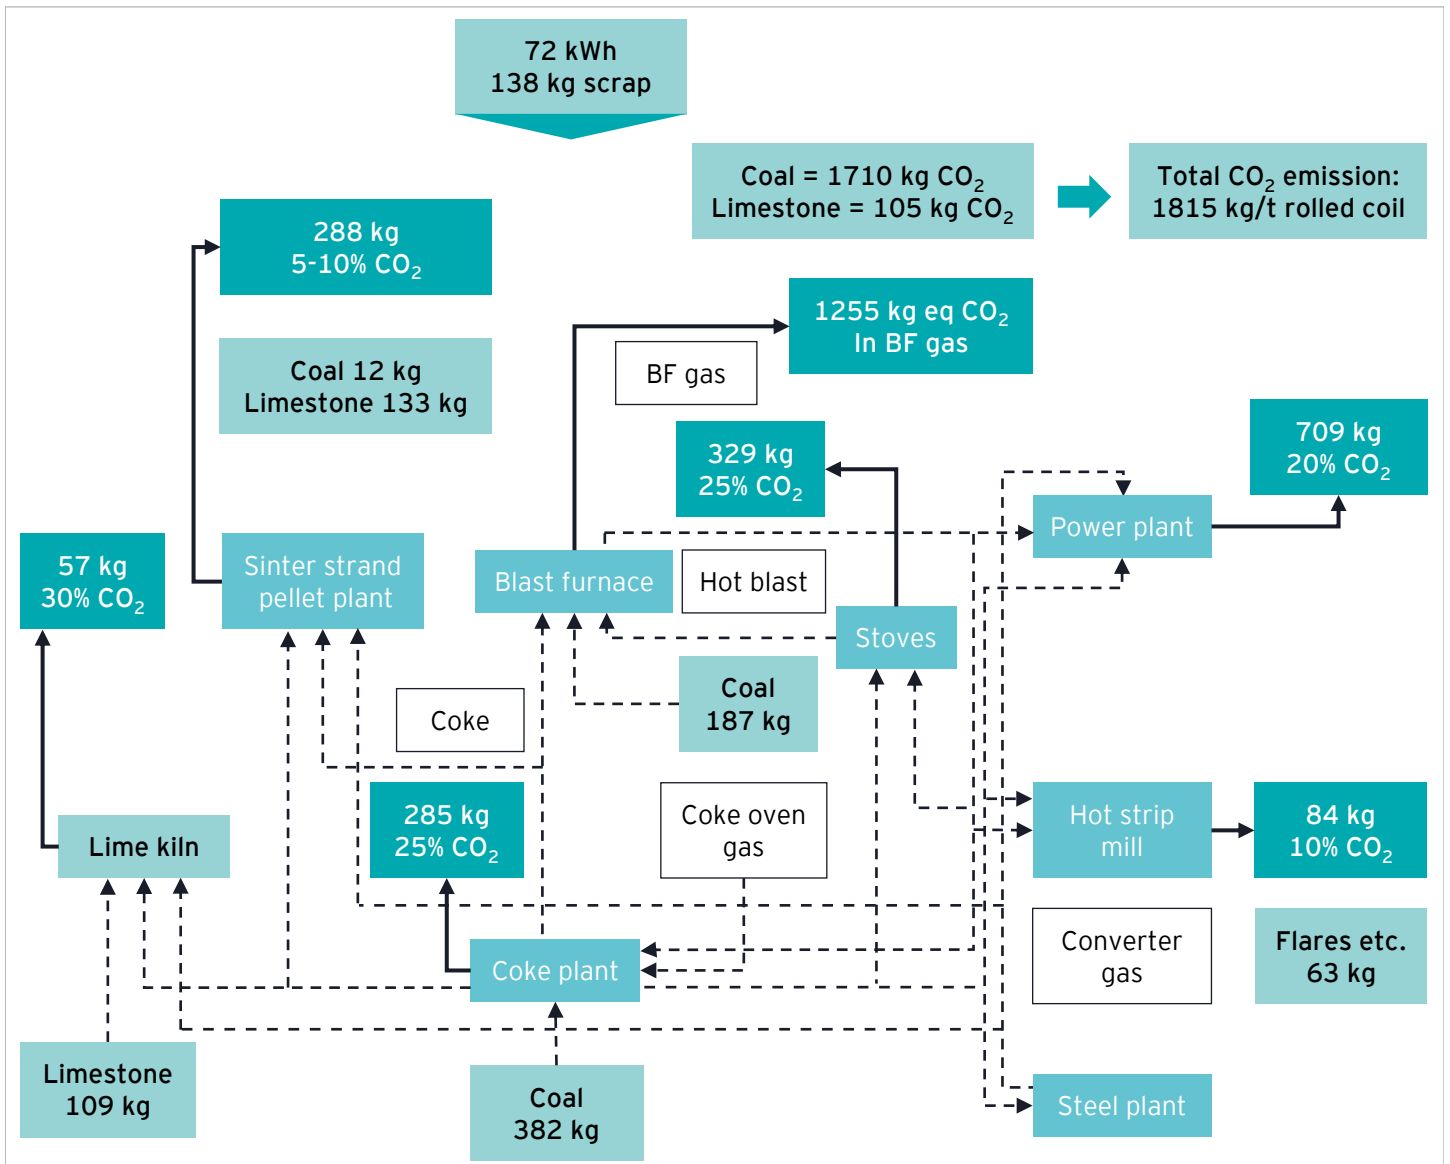 72 kWh
138 kg scrap
Coal = 1710 kg CO₂
Limestone = 105 kg CO₂
Total CO₂ emission:
1815 kg/t rolled coil
288 kg
5-10% CO₂
1255 kg eq CO₂
In BF gas
BF gas
Coal 12 kg
Limestone 133 kg
329 kg
25% CO₂
709 kg
20% CO₂
Power plant
57 kg
30% CO₂
Sinter strand
pellet plant
Blast furnace
Hot blast
Stoves
Coke
Coal
187 kg
285 kg
25% CO₂
Coke oven
gas
Hot strip
mill
84 kg
10% CO₂
Lime kiln
Coke plant
Converter
gas
Flares etc.
63 kg
Limestone
109 kg
Coal
382 kg
Steel plant